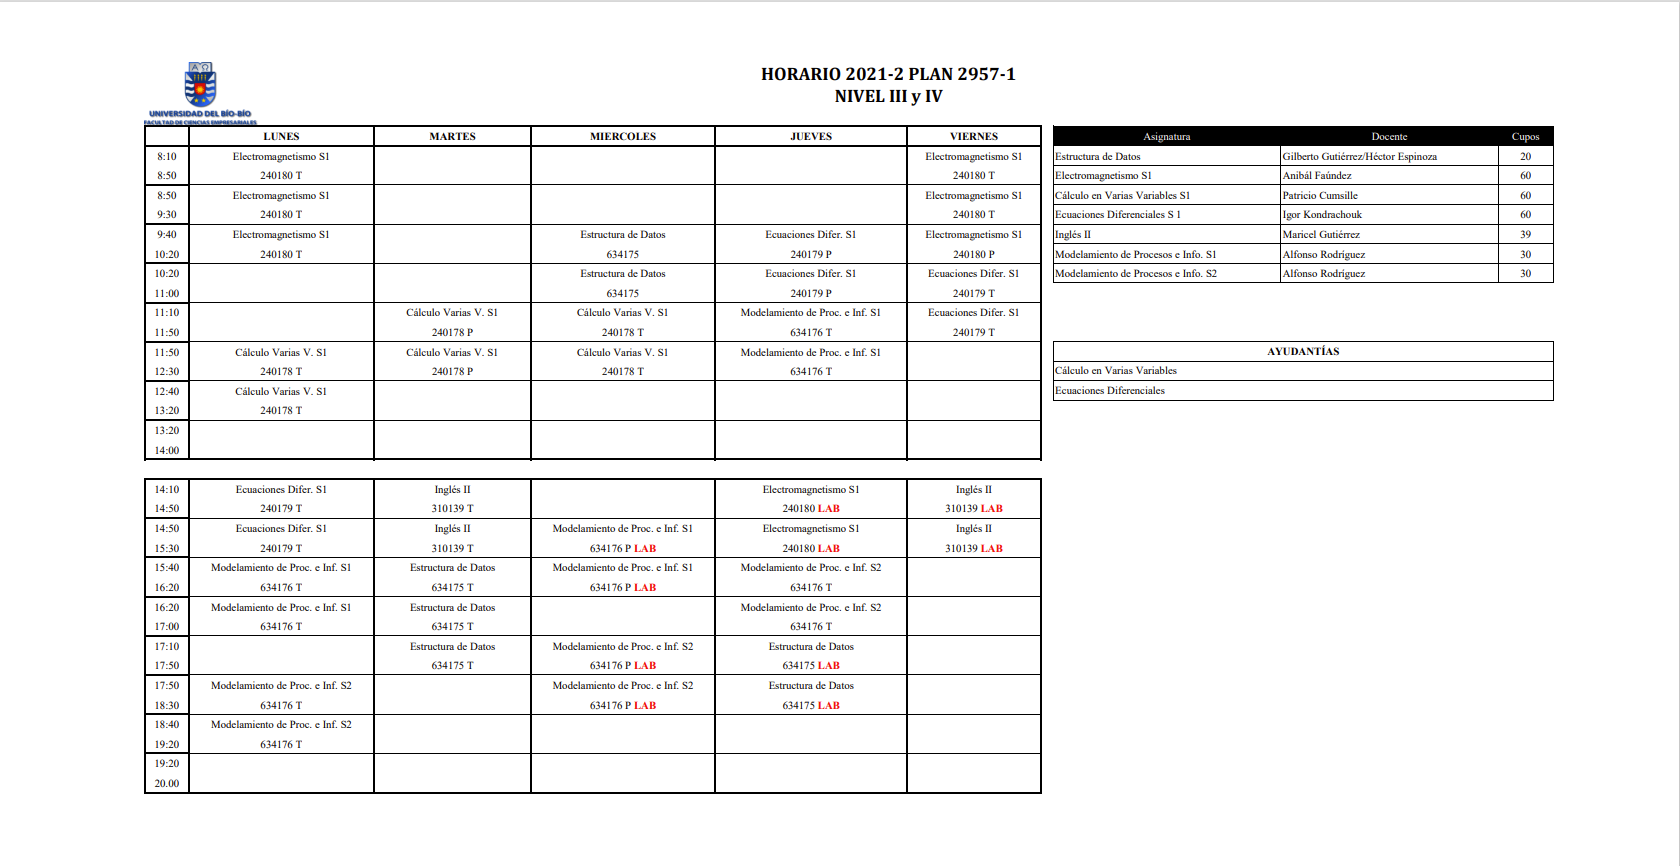 UNIVERSIDAD DEL BÍO-BÍO
FACULTAD DE CIENCIAS EMPRESARIALES
HORARIO 2021-2 PLAN 2957-1
NIVEL III y IV
LUNES MARTES MIERCOLES JUEVES VIERNES
8:10 Electromagnetismo S1 Electromagnetismo S1
8:50 240180 T 240180 T
8:50 Electromagnetismo S1 Electromagnetismo S1
9:30 240180 T 240180 T
9:40 Electromagnetismo S1 Estructura de Datos Ecuaciones Difer. S1 Electromagnetismo S1
10:20 240180 T 634175 240179 P 240180 P
10:20 Estructura de Datos Ecuaciones Difer. S1 Ecuaciones Difer. S1
11:00 634175 240179 P 240179 T
11:10 Cálculo Varias V. S1 Cálculo Varias V. S1 Modelamiento de Proc. e Inf. S1 Ecuaciones Difer. S1
11:50 240178 P 240178 T 634176 T 240179 T
11:50 Cálculo Varias V. S1 Cálculo Varias V. S1 Cálculo Varias V. S1 Modelamiento de Proc. e Inf. S1
12:30 240178 T 240178 P 240178 T 634176 T
12:40 Cálculo Varias V. S1
13:20 240178 T
13:20
14:00
14:10 Ecuaciones Difer. S1 Inglés II Electromagnetismo S1 Inglés II
14:50 240179 T 310139 T 240180 LAB 310139 LAB
14:50 Ecuaciones Difer. S1 Inglés II Modelamiento de Proc. e Inf. S1 Electromagnetismo S1 Inglés II
15:30 240179 T 310139 T 634176 P LAB 240180 LAB 310139 LAB
15:40 Modelamiento de Proc. e Inf. S1 Estructura de Datos Modelamiento de Proc. e Inf. S1 Modelamiento de Proc. e Inf. S2
16:20 634176 T 634175 T 634176 P LAB 634176 T
16:20 Modelamiento de Proc. e Inf. S1 Estructura de Datos Modelamiento de Proc. e Inf. S2
17:00 634176 T 634175 T 634176 T
17:10 Estructura de Datos Modelamiento de Proc. e Inf. S2 Estructura de Datos
17:50 634175 T 634176 P LAB 634175 LAB
17:50 Modelamiento de Proc. e Inf. S2 Modelamiento de Proc. e Inf. S2 Estructura de Datos
18:30 634176 T 634176 P LAB 634175 LAB
18:40 Modelamiento de Proc. e Inf. S2
19:20 634176 T
19:20
20.00
Asignatura Docente Cupos
Estructura de Datos Gilberto Gutiérrez/Héctor Espinoza 20
Electromagnetismo S1 Anibál Faúndez 60
Cálculo en Varias Variables S1 Patricio Cumsille 60
Ecuaciones Diferenciales S 1 Igor Kondrachouk 60
Inglés II Maricel Gutiérrez 39
Modelamiento de Procesos e Info. S1 Alfonso Rodríguez 30
Modelamiento de Procesos e Info. S2 Alfonso Rodríguez 30
AYUDANTÍAS
Cálculo en Varias Variables
Ecuaciones Diferenciales